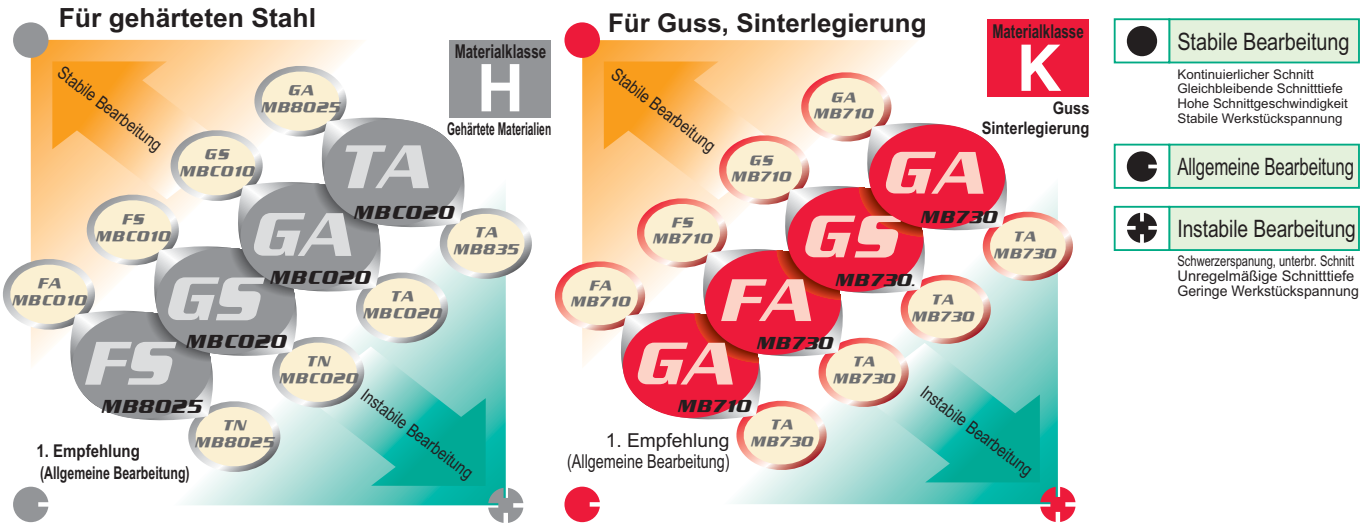 Für gehärteten Stahl
Materialklasse
H
Gehärtete Materialien
Stabile Bearbeitung
GA
MB8025
GS
MBC010
FS
MBC010
FA
MBC010
TA
MBC020
GA
MBC020
GS
MBC020
FS
MB8025
TA
MB835
TA
MBC020
TN
MBC020
TN
MB8025
Instabile Bearbeitung
1. Empfehlung
(Allgemeine Bearbeitung)
Für Guss, Sinterlegierung
Materialklasse
K
Guss
Sinterlegierung
Stabile Bearbeitung
GA
MB710
GS
MB710
FS
MB710
FA
MB710
GA
MB730
GS
MB730.
FA
MB730
GA
MB710
TA
MB730
TA
MB730
TA
MB730
TA
MB730
Instabile Bearbeitung
1. Empfehlung
(Allgemeine Bearbeitung)
Stabile Bearbeitung
Kontinuierlicher Schnitt
Gleichbleibende Schnitttiefe
Hohe Schnittgeschwindigkeit
Stabile Werkstückspannung
Allgemeine Bearbeitung
Instabile Bearbeitung
Schwerzerspanung, unterbr. Schnitt
Unregelmäßige Schnitttiefe
Geringe Werkstückspannung